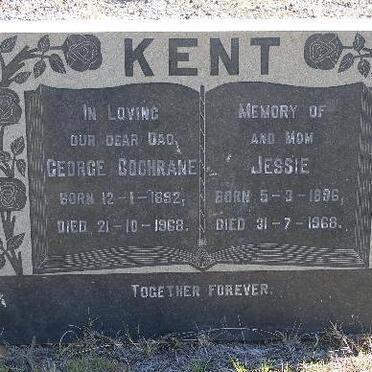 KENT
IN LOVING
OUR DEAR DAD,
GEORGE COCHRANE
BORN 12-1-1892,
DIED 21-10-1968.
MEMORY OF
AND MOM
JESSIE
BORN 5-3-1896,
DIED 31-7-1968.
TOGETHER FOREVER.